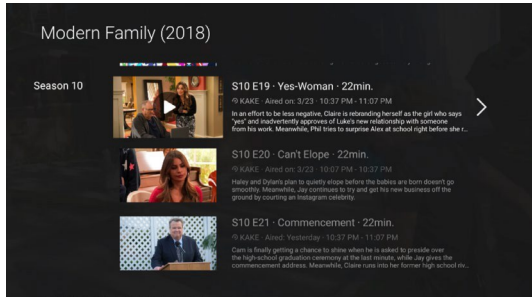 Modern Family (2018)
Season 10
S10 E19 · Yes-Woman · 22min.
KAKE · Aired on: 3/23 · 10:37 PM - 11:07 PM
In an effort to be less negative, Claire is rebranding herself as the girl who says
"yes" and inadvertently approves of Luke's new relationship with someone
from his work. Meanwhile, Phil tries to surprise Alex at school right before she r...
S10 E20 · Can't Elope · 22min.
KAKE · Aired on: 3/23 · 10:07 PM - 10:37 PM
Haley and Dylan's plan to quietly elope before the babies are born doesn't go
smoothly. Meanwhile, Jay continues to try and get his new business off the
ground by courting an Instagram celebrity.
S10 E21 · Commencement · 22min.
KAKE · Aired: Yesterday · 10:37 PM - 11:07 PM
Cam is finally getting a chance to shine when he is asked to preside over
the high-school graduation ceremony at the last minute, while Jay gives the
commencement address. Meanwhile, Claire runs into her former high school riv...